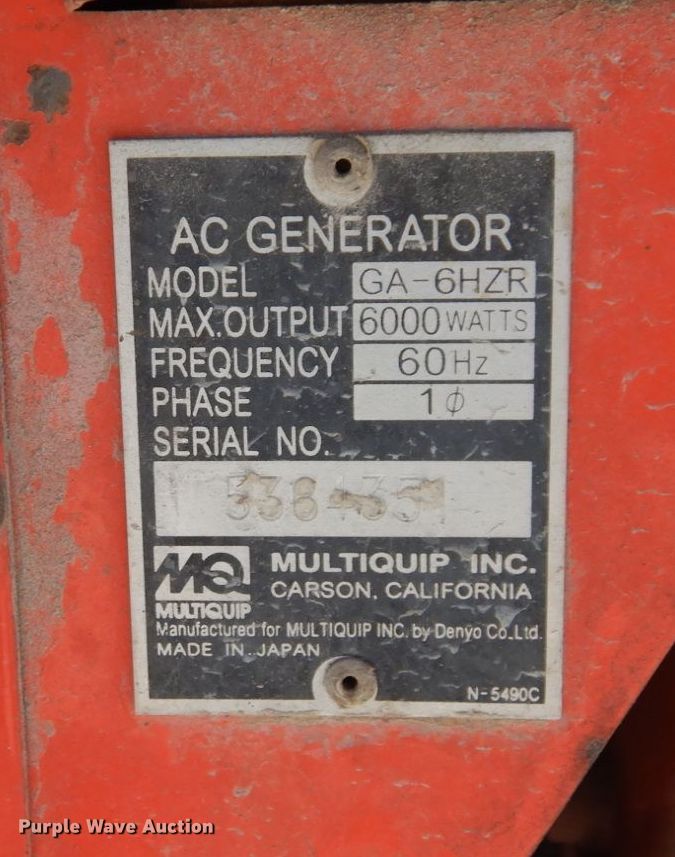 AC GENERATOR
MODEL GA-6HZR
MAX.OUTPUT 6000 WATTS
FREQUENCY 60Hz
PHASE 1φ
SERIAL NO.
MQ MULTIQUIP INC.
CARSON, CALIFORNIA
MULTIQUIP
Manufactured for MULTIQUIP INC. by Denyo Co.,Ltd.
MADE IN JAPAN
N-5490C
Purple Wave Auction